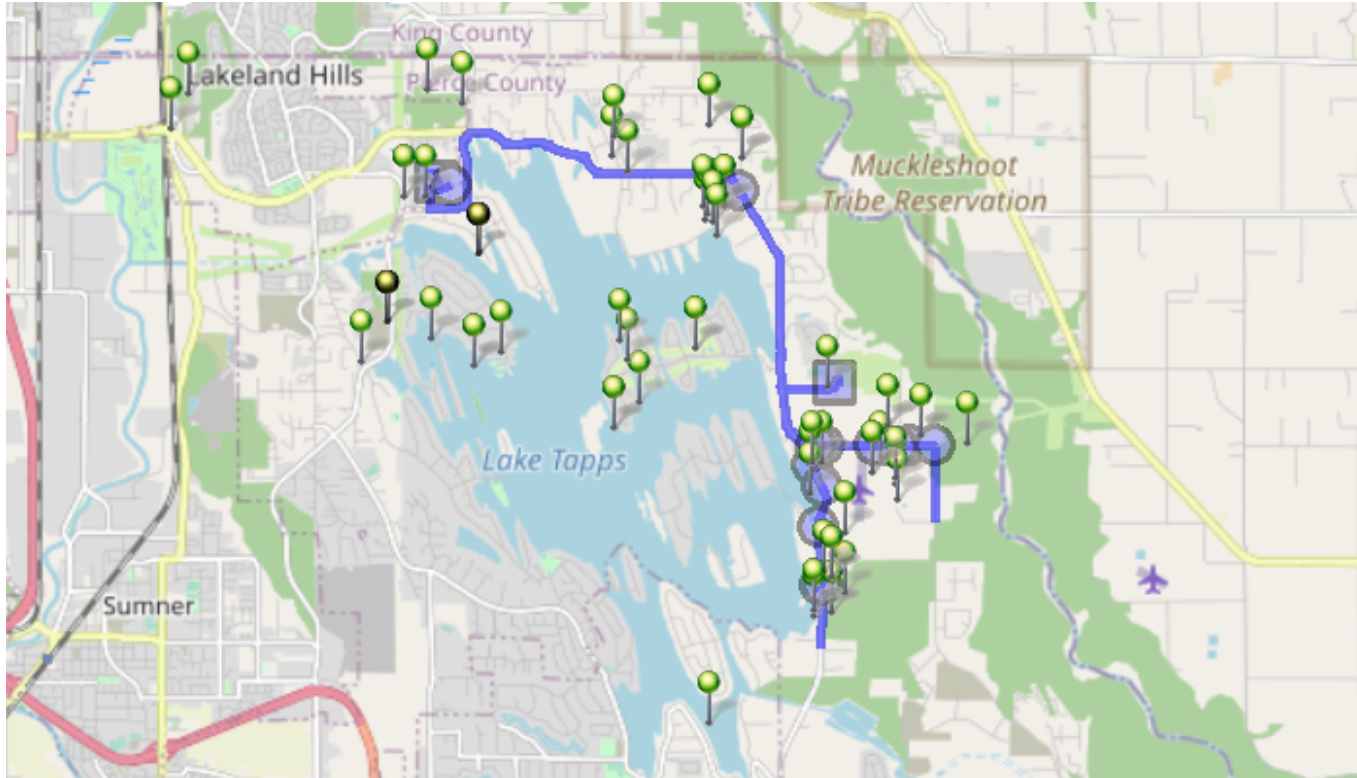 King County
Lakeland Hills
Pierce County
Muckleshoot
Tribe Reservation
Lake Tapps
Sumner